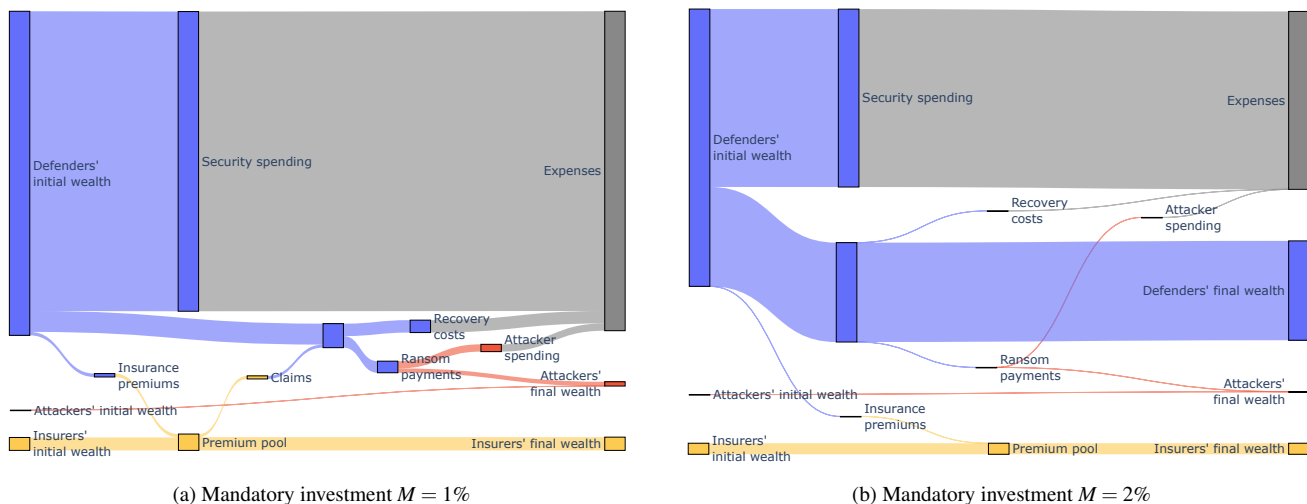 Defenders'
initial wealth
Security spending
Expenses
Recovery
costs
Attacker
spending
Ransom
payments
Insurance
premiums
Claims
Attackers'
final wealth
Attackers' initial wealth
Insurers'
initial wealth
Premium pool
Insurers' final wealth
(a) Mandatory investment M = 1%
Security spending
Expenses
Defenders'
initial wealth
Recovery
costs
Attacker
spending
Defenders' final wealth
Ransom
payments
Attackers'
final wealth
Attackers' initial wealth
Insurance
premiums
Insurers'
initial wealth
Premium pool
Insurers' final wealth
(b) Mandatory investment M = 2%